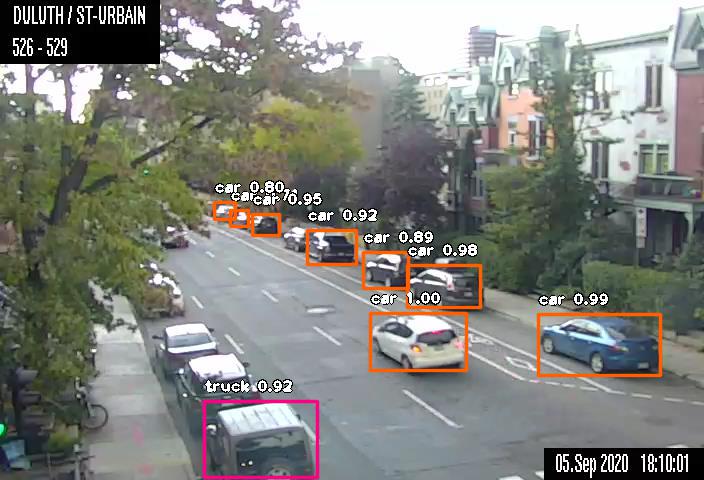 DULUTH / ST-URBAIN
526 - 529
car 0.80
car 0.95
car 0.92
car 0.89
car 0.98
car 1.00
car 0.99
truck 0.92
05.Sep 2020 18:10:01